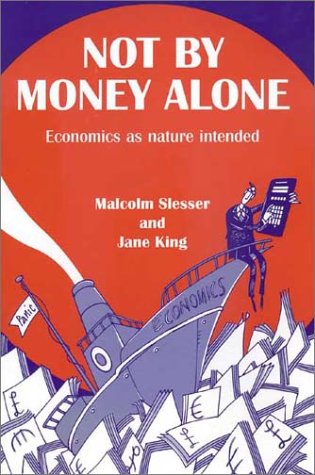 NOT BY
MONEY ALONE
Economics as nature intended
Malcolm Slesser
and
Jane King
Panic
ECONOMICS
£
£
€
€